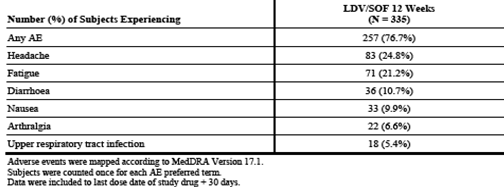 Number (%) of Subjects Experiencing LDV/SOF 12 Weeks (N = 335)
Any AE 257 (76.7%)
Headache 83 (24.8%)
Fatigue 71 (21.2%)
Diarrhoea 36 (10.7%)
Nausea 33 (9.9%)
Arthralgia 22 (6.6%)
Upper respiratory tract infection 18 (5.4%)
Adverse events were mapped according to MedDRA Version 17.1.
Subjects were counted once for each AE preferred term.
Data were included to last dose date of study drug + 30 days.